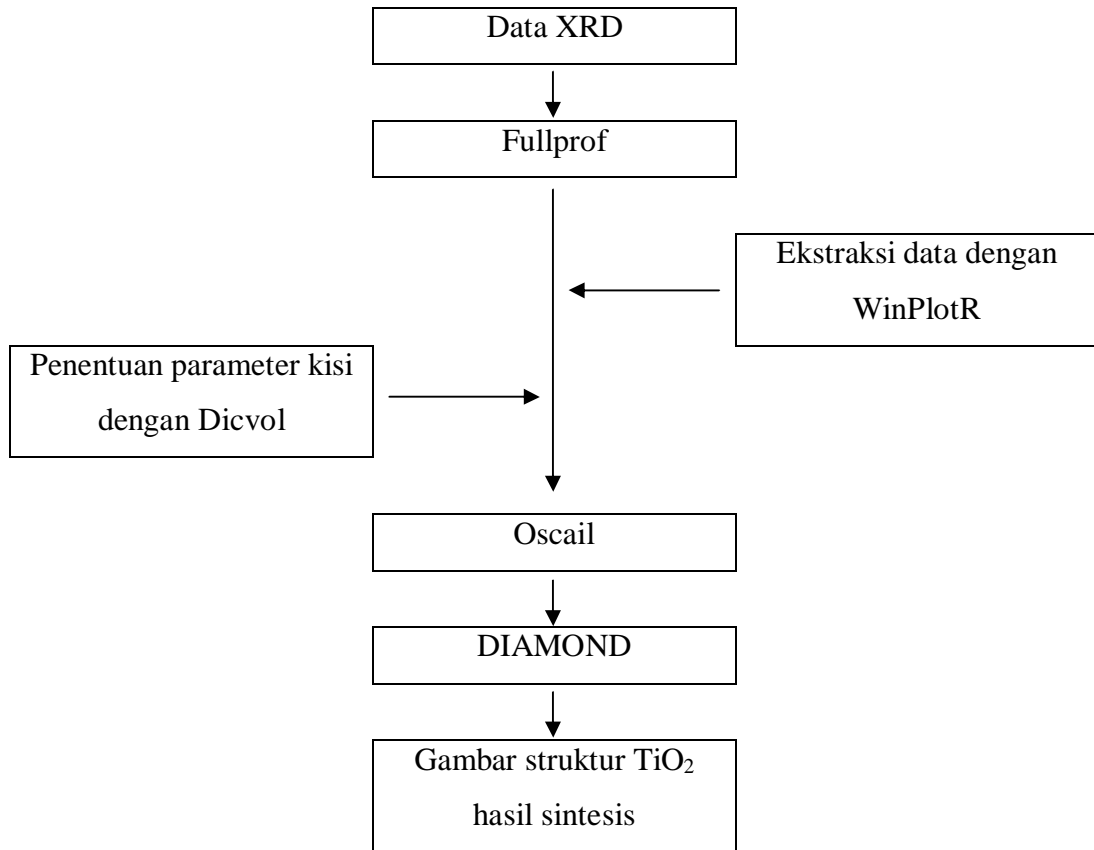 Data XRD
Fullprof
Ekstraksi data dengan
WinPlotR
Penentuan parameter kisi
dengan Dicvol
Oscail
DIAMOND
Gambar struktur TiO₂
hasil sintesis